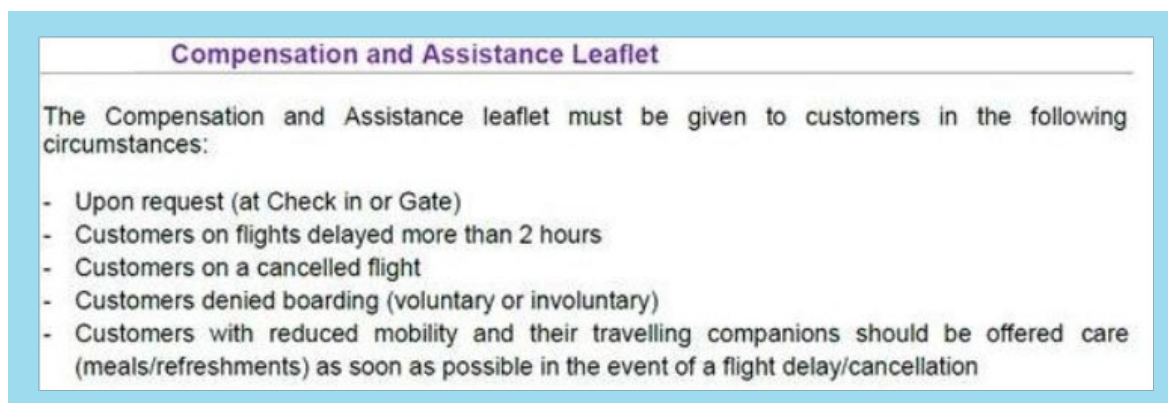 Compensation and Assistance Leaflet
The Compensation and Assistance leaflet must be given to customers in the following
circumstances:
- Upon request (at Check in or Gate)
- Customers on flights delayed more than 2 hours
- Customers on a cancelled flight
- Customers denied boarding (voluntary or involuntary)
- Customers with reduced mobility and their travelling companions should be offered care
(meals/refreshments) as soon as possible in the event of a flight delay/cancellation